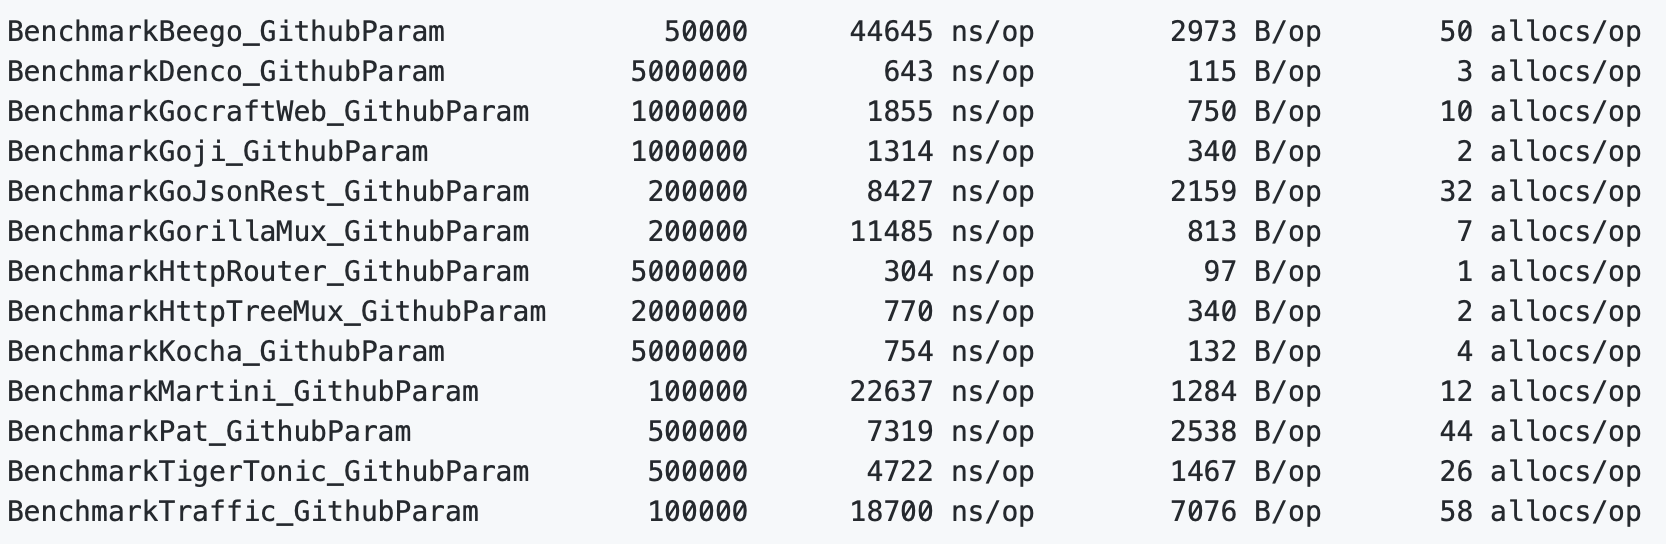 BenchmarkBeego_GithubParam 50000 44645 ns/op 2973 B/op 50 allocs/op
BenchmarkDenco_GithubParam 5000000 643 ns/op 115 B/op 3 allocs/op
BenchmarkGocraftWeb_GithubParam 1000000 1855 ns/op 750 B/op 10 allocs/op
BenchmarkGoji_GithubParam 1000000 1314 ns/op 340 B/op 2 allocs/op
BenchmarkGoJsonRest_GithubParam 200000 8427 ns/op 2159 B/op 32 allocs/op
BenchmarkGorillaMux_GithubParam 200000 11485 ns/op 813 B/op 7 allocs/op
BenchmarkHttpRouter_GithubParam 5000000 304 ns/op 97 B/op 1 allocs/op
BenchmarkHttpTreeMux_GithubParam 2000000 770 ns/op 340 B/op 2 allocs/op
BenchmarkKocha_GithubParam 5000000 754 ns/op 132 B/op 4 allocs/op
BenchmarkMartini_GithubParam 100000 22637 ns/op 1284 B/op 12 allocs/op
BenchmarkPat_GithubParam 500000 7319 ns/op 2538 B/op 44 allocs/op
BenchmarkTigerTonic_GithubParam 500000 4722 ns/op 1467 B/op 26 allocs/op
BenchmarkTraffic_GithubParam 100000 18700 ns/op 7076 B/op 58 allocs/op